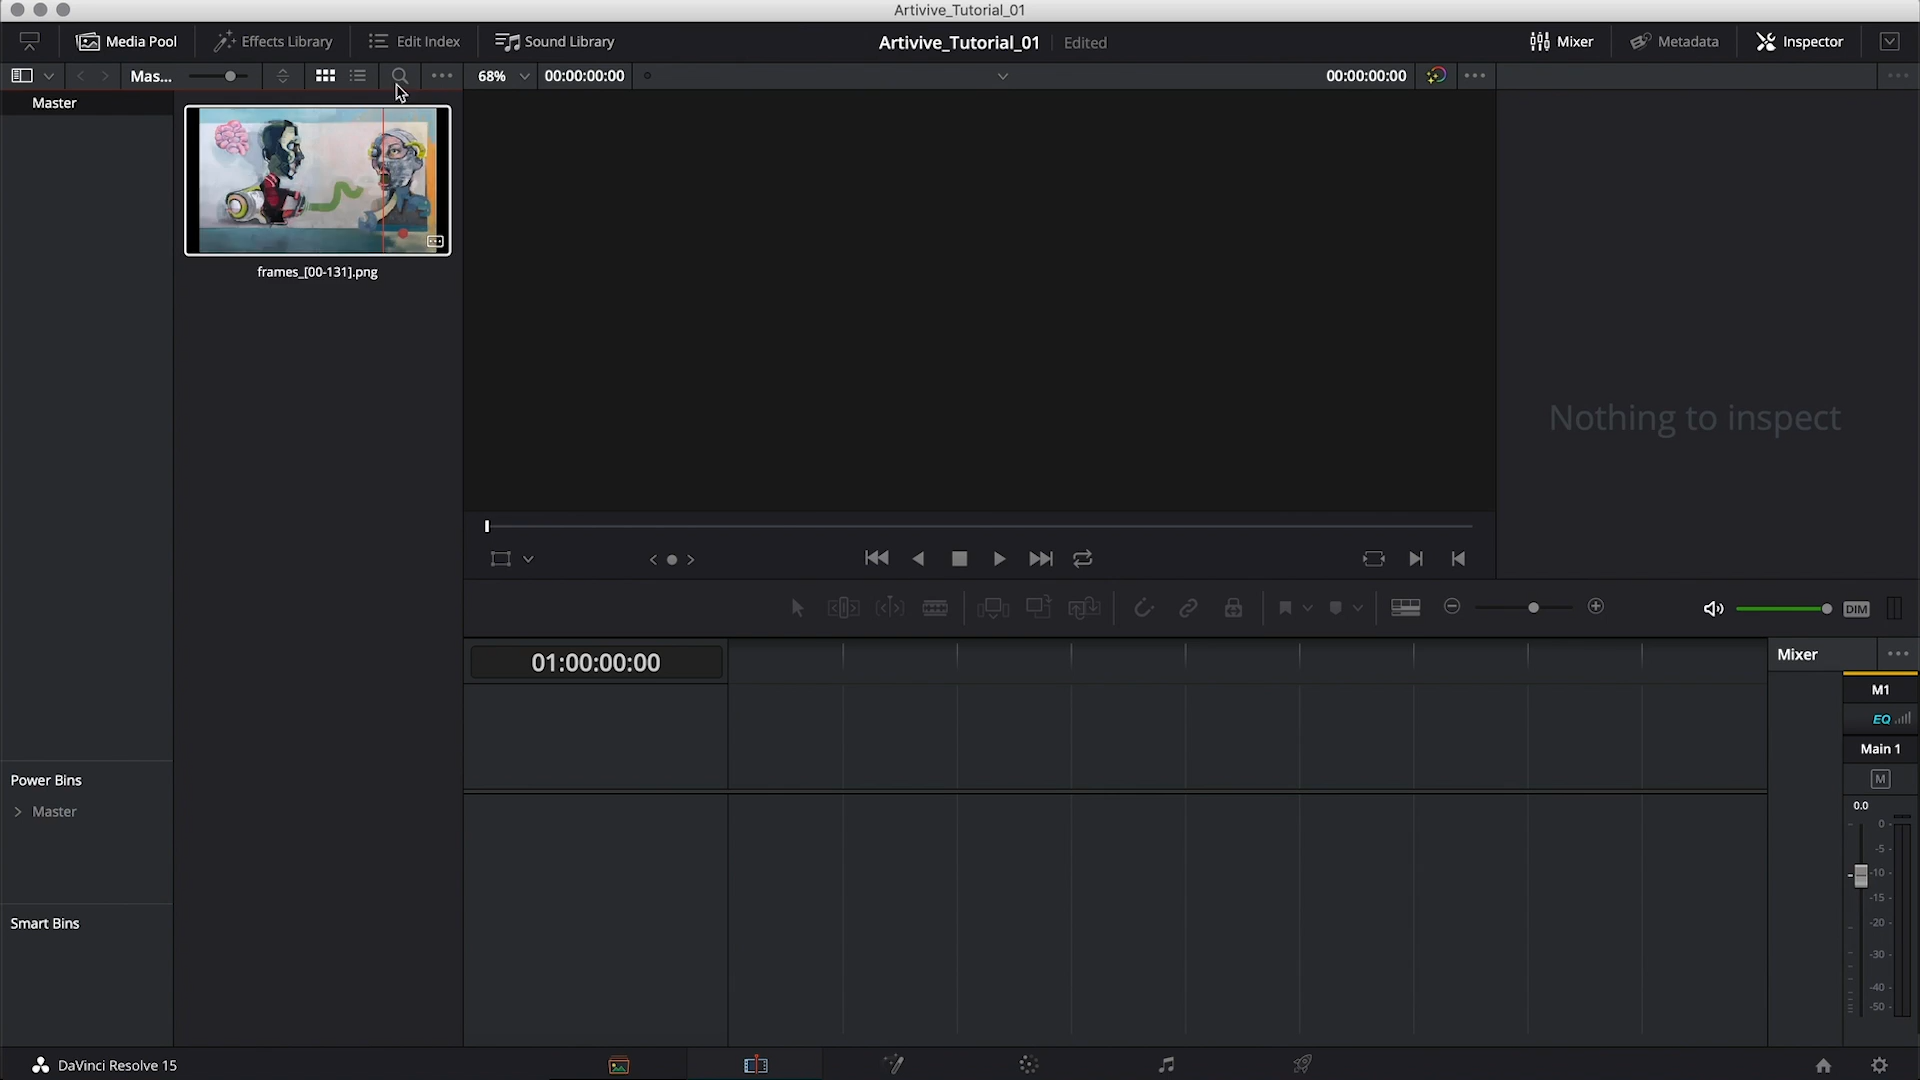 Artivive_Tutorial_01
Media Pool
Effects Library
Edit Index
Sound Library
Artivive_Tutorial_01
Edited
Mixer
Metadata
Inspector
Mas...
68%
00:00:00:00
00:00:00:00
Master
frames_[00-131].png
Nothing to inspect
DIM
01:00:00:00
Mixer
M1
EQ
Main 1
M
0.0
0
-5
-10
-15
-20
-30
-40
-50
Power Bins
Master
Smart Bins
DaVinci Resolve 15